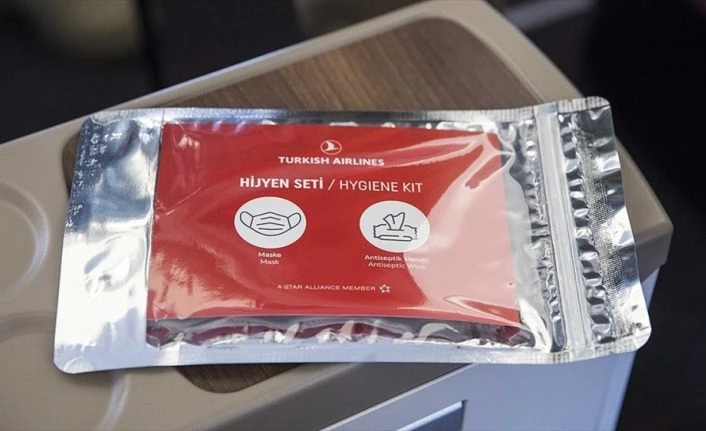 TURKISH AIRLINES
HİJYEN SETİ / HYGIENE KIT
Maske
Mask
Antiseptik Mendil
Antiseptic Wipe
A STAR ALLIANCE MEMBER